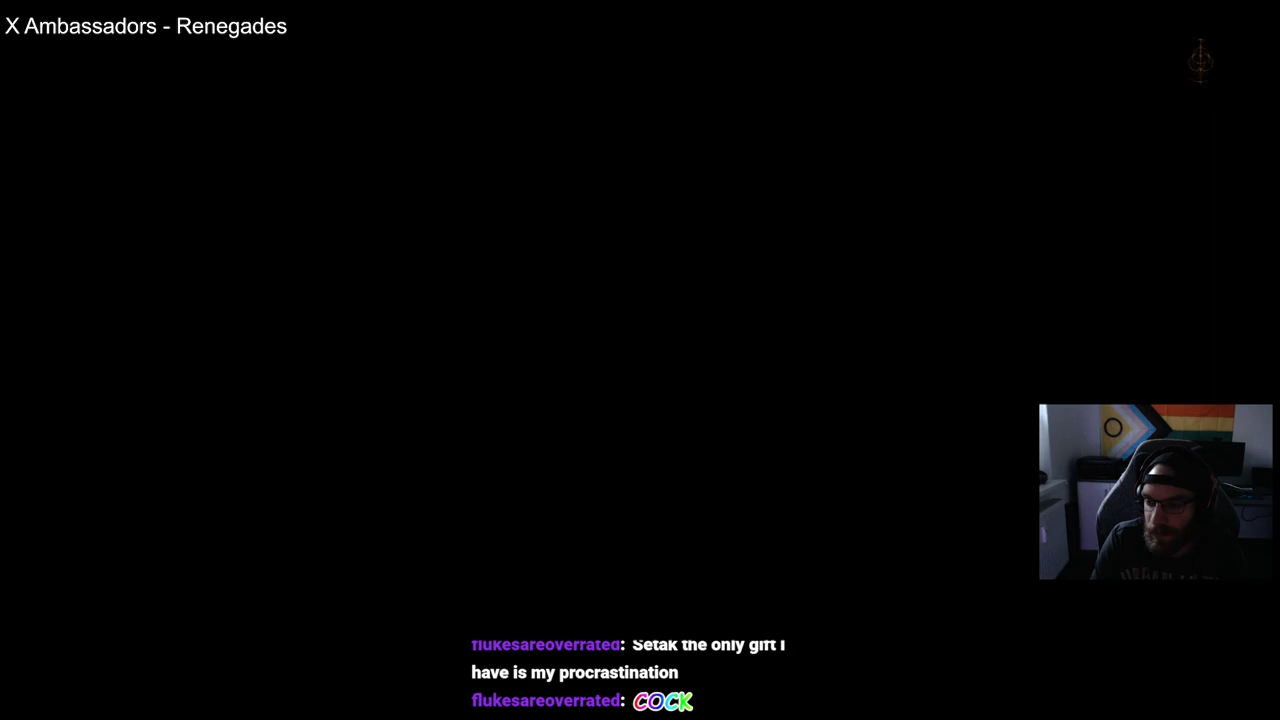 X Ambassadors - Renegades
flukesareoverrated: Setak the only gift I
have is my procrastination
flukesareoverrated: COCK